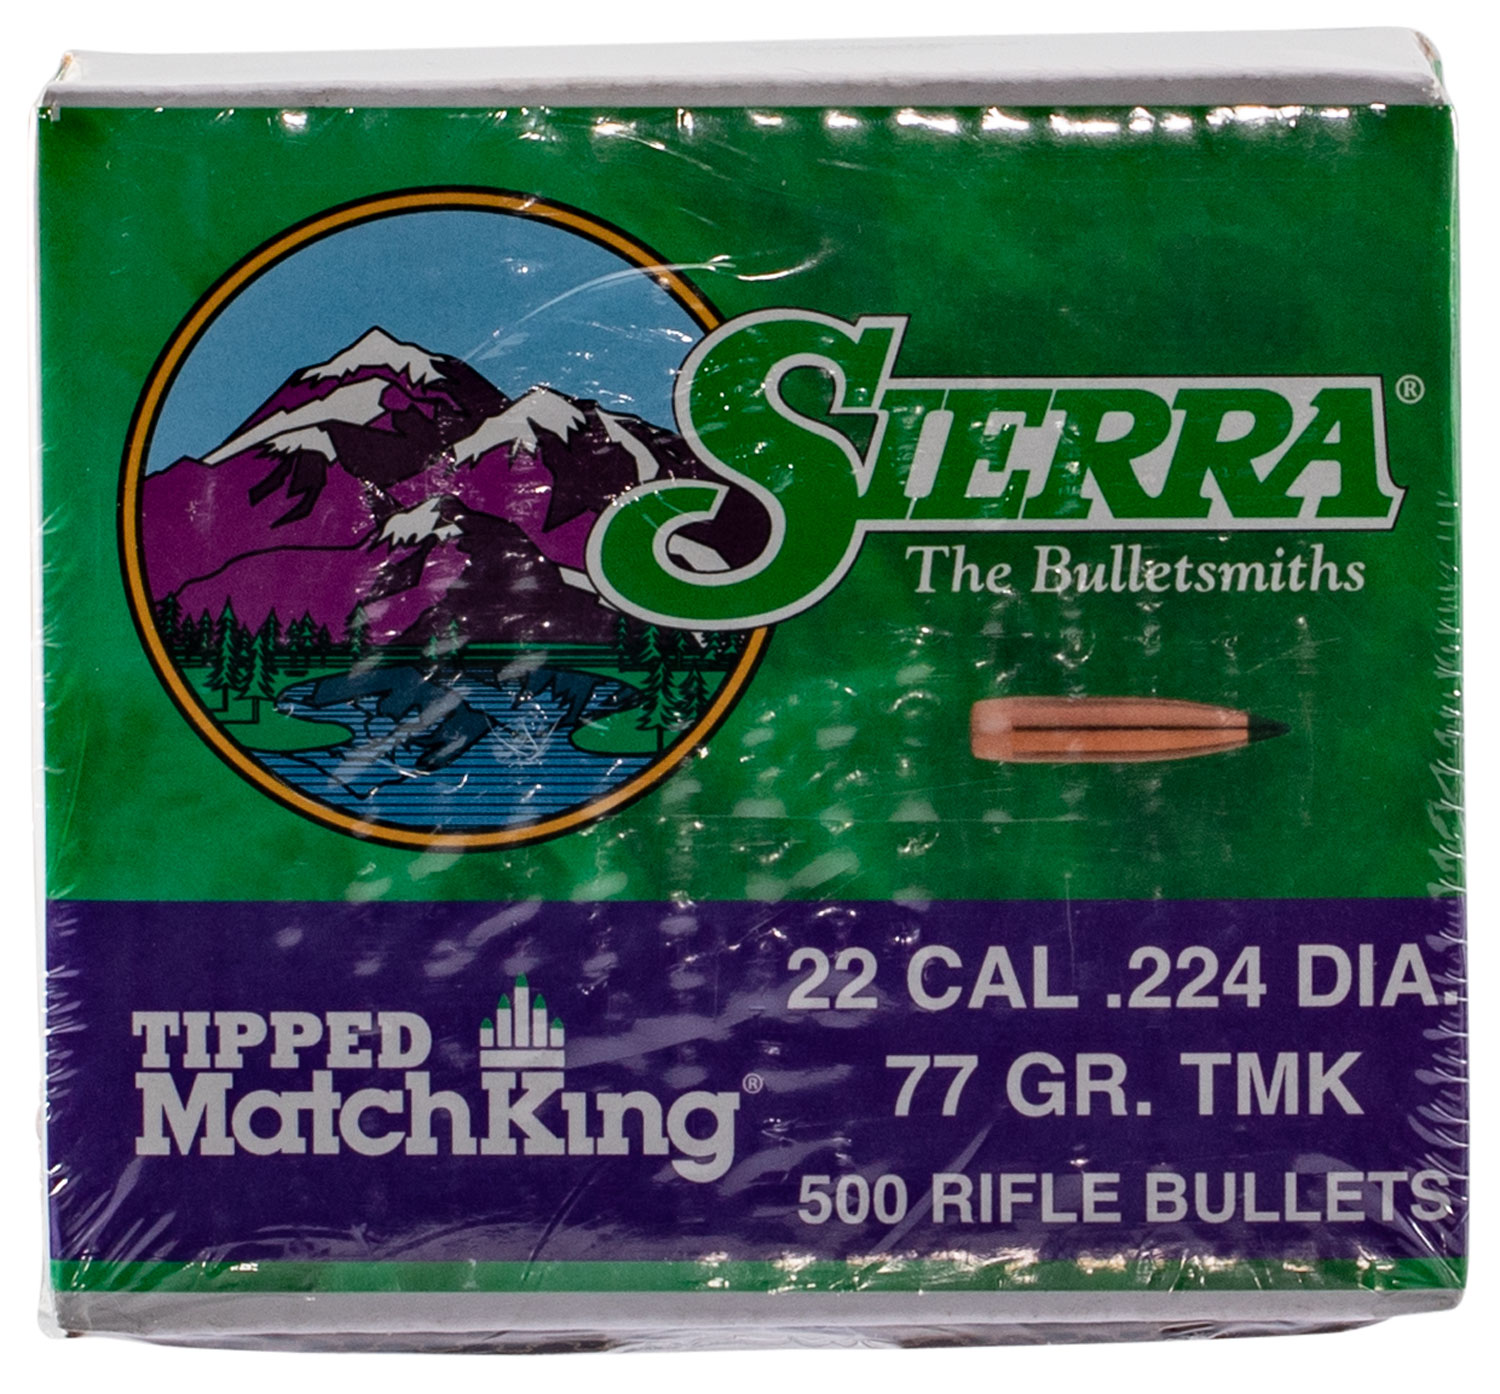 SIERRA®
The Bulletsmiths
TIPPED
MatchKing®
22 CAL .224 DIA.
77 GR. TMK
500 RIFLE BULLETS